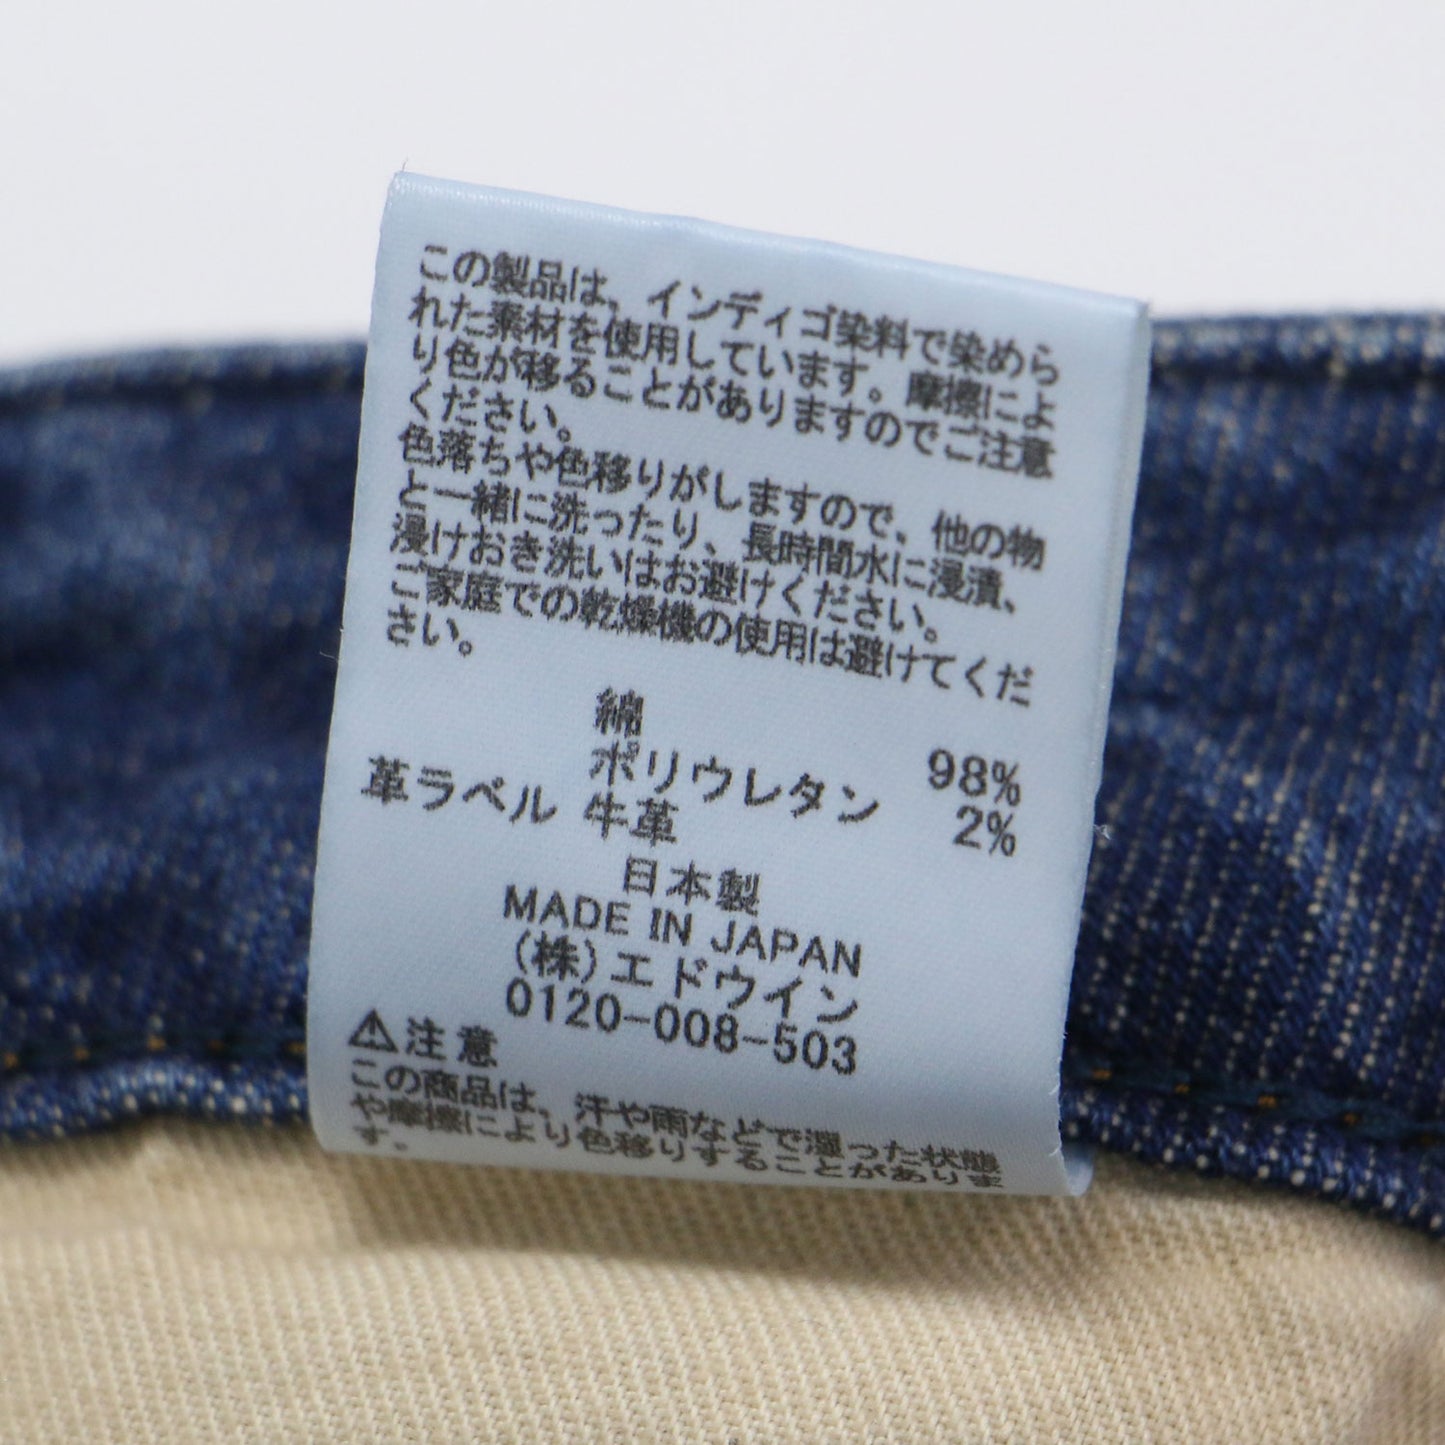 この製品は、インディゴ染料で染めら
れた素材を使用しています。摩擦によ
り色が移ることがありますのでご注意
ください。
色落ちや色移りがしますので、他の物
と一緒に洗ったり、長時間水に浸漬、
浸けおき洗いはお避けください。
ご家庭での乾燥機の使用は避けてくだ
さい。
綿 98%
ポリウレタン 2%
革ラベル 牛革
日本製
MADE IN JAPAN
(株)エドウイン
0120-008-503
⚠注意
この商品は、汗や雨などで湿った状態
や摩擦により色移りすることがありま
す。